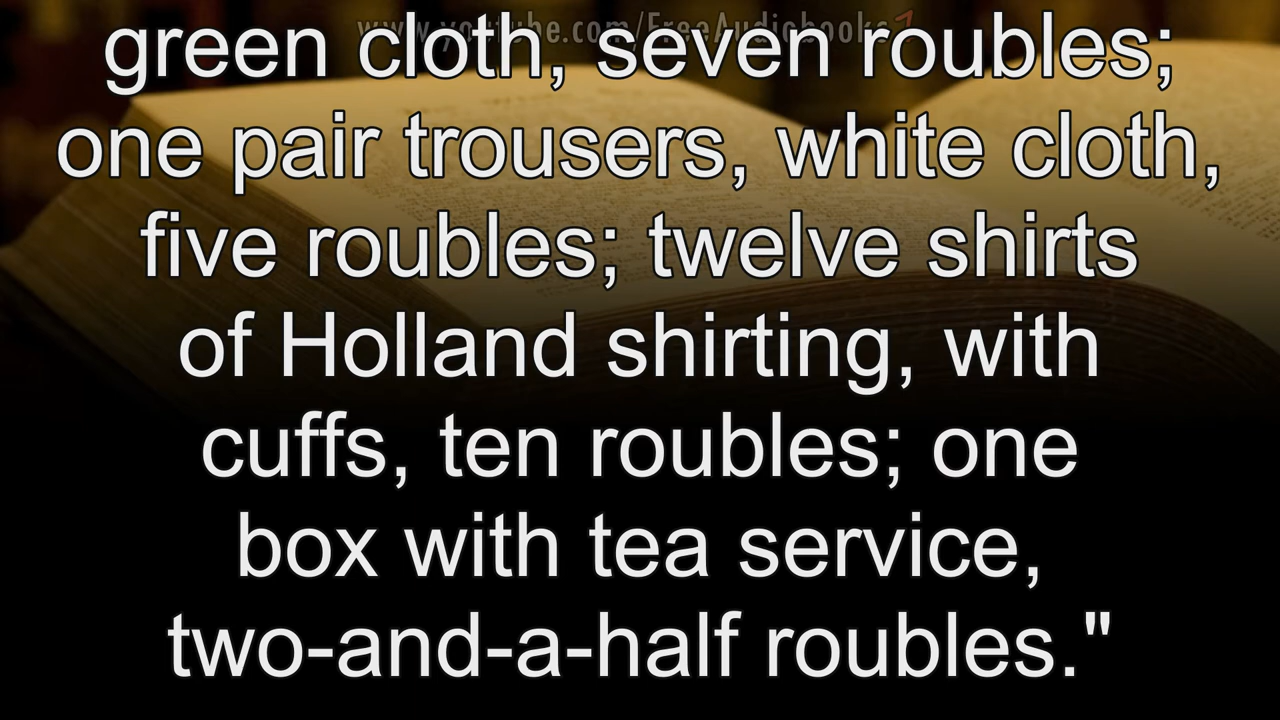 www.youtube.com/FreeAudiobooks
green cloth, seven roubles;
one pair trousers, white cloth,
five roubles; twelve shirts
of Holland shirting, with
cuffs, ten roubles; one
box with tea service,
two-and-a-half roubles."